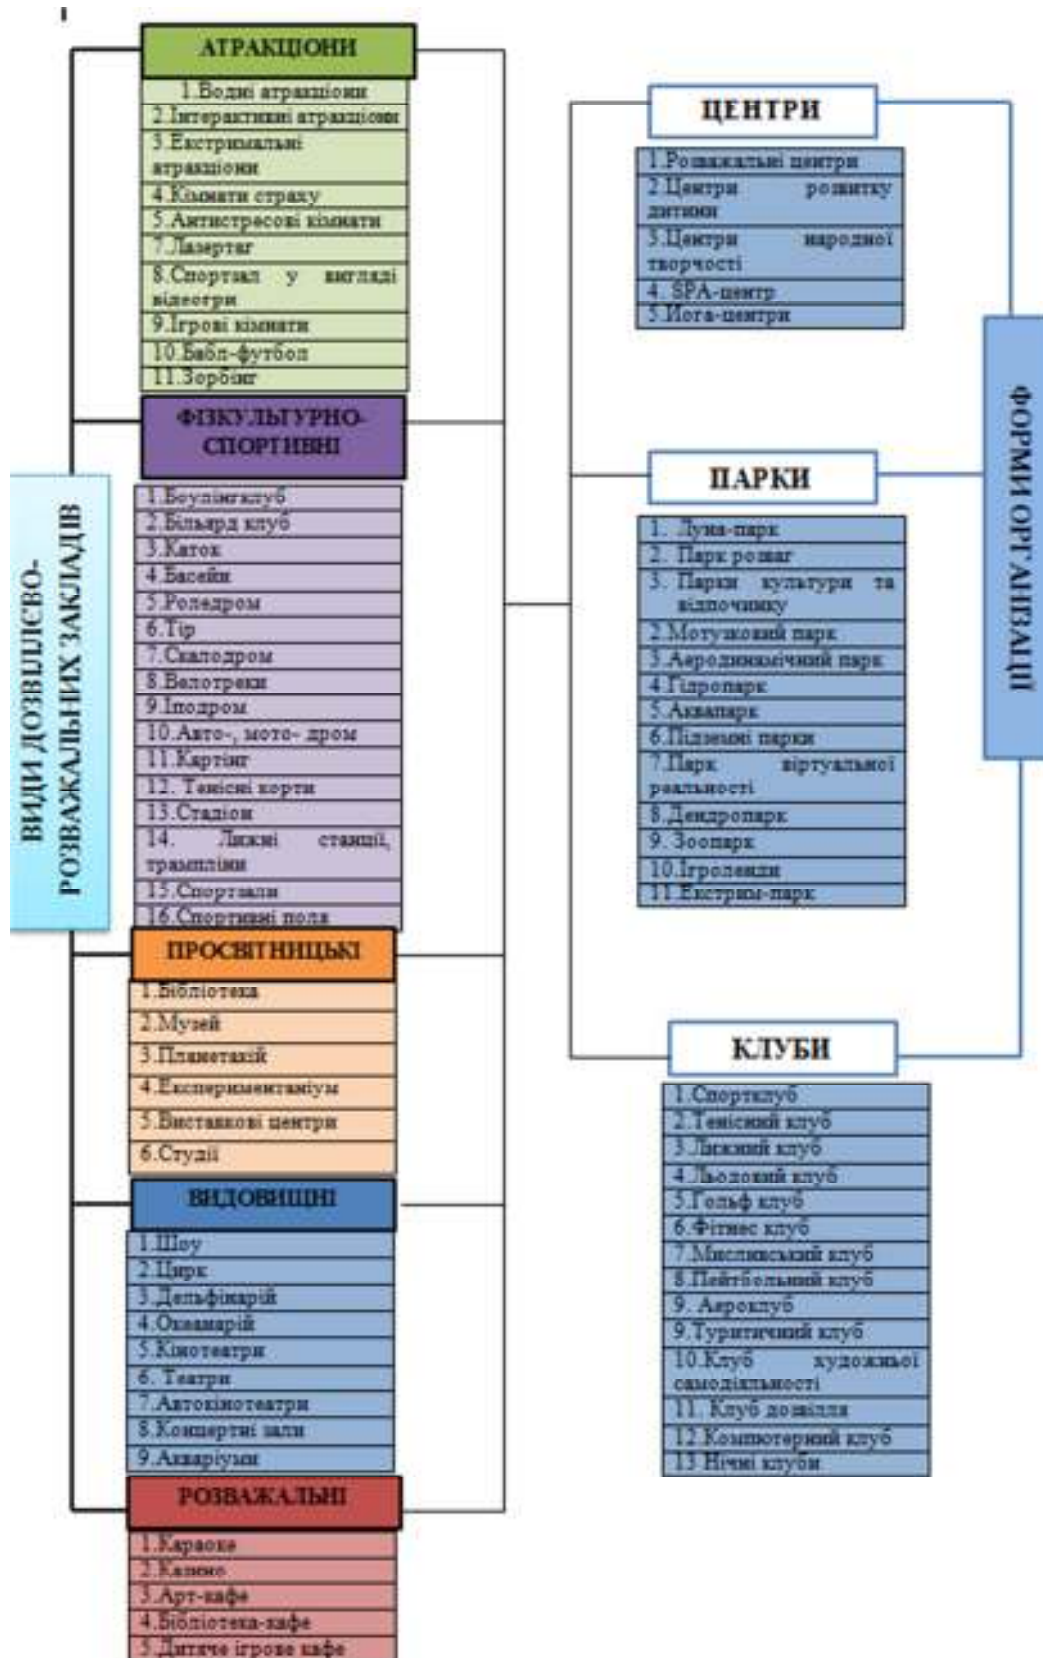 ВИДИ ДОЗВІЛЛЄВО-
РОЗВАЖАЛЬНИХ ЗАКЛАДІВ
АТРАКЦІОНИ
1.Водні атракціони
2.Інтерактивні атракціони
3.Екстримальні
атракціони
4.Кімнати страху
5.Антистресові кімнати
7.Лазертаг
8.Спортзал у вигляді
відеогри
9.Ігрові кімнати
10.Бабл-футбол
11.Зорбінг
ФІЗКУЛЬТУРНО-
СПОРТИВНІ
1.Боулінгклуб
2.Більярд клуб
3.Каток
4.Басейн
5.Роледром
6.Тір
7.Скалодром
8.Велотреки
9.Іподром
10.Авто-, мото- дром
11.Картінг
12. Тенісні корти
13.Стадіон
14. Лижні станції,
трампліни
15.Спортзали
16.Спортивні поля
ПРОСВІТНИЦЬКІ
1.Бібліотека
2.Музей
3.Планетакій
4.Експериментаніум
5.Виставкові центри
6.Студії
ВИДОВИЩНІ
1.Шоу
2.Цирк
3.Дельфінарій
4.Океанарій
5.Кінотеатри
6. Театри
7.Автокінотеатри
8.Концертні зали
9.Акваріуми
РОЗВАЖАЛЬНІ
1.Караоке
2.Казино
3.Арт-кафе
4.Бібліотека-кафе
5.Дитяче ігрове кафе
ЦЕНТРИ
1.Розважальні центри
2.Центри розвитку
дитини
3.Центри народної
творчості
4. SPA-центр
5.Йога-центри
ПАРКИ
1. Луна-парк
2. Парк розваг
3. Парки культури та
відпочинку
2.Мотузковий парк
3.Аеродинамічний парк
4.Гідропарк
5.Аквапарк
6.Підземні парки
7.Парк віртуальної
реальності
8.Дендропарк
9. Зоопарк
10.Ігроленди
11.Екстрим-парк
КЛУБИ
1.Спортклуб
2.Тенісний клуб
3.Лижний клуб
4.Льодовий клуб
5.Гольф клуб
6.Фітнес клуб
7.Мисливський клуб
8.Пейтбольний клуб
9. Аероклуб
9.Туритичний клуб
10.Клуб художньої
самодіяльності
11. Клуб дозвілля
12.Компютерний клуб
13 Нічні клуби
ФОРМИ ОРГАНІЗАЦІЇ